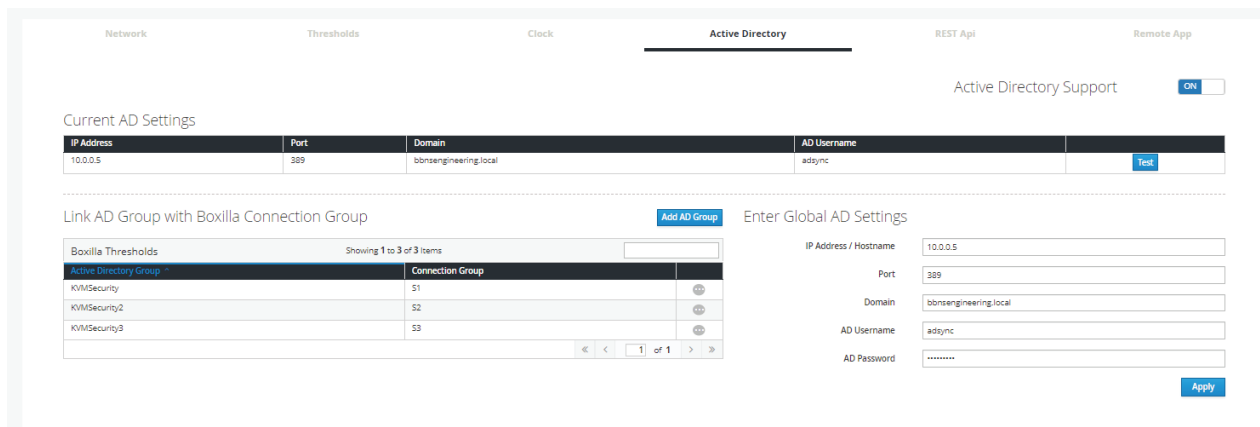 Network Thresholds Clock Active Directory REST Api Remote App
Active Directory Support ON
Current AD Settings
IP Address Port Domain AD Username
10.0.0.5 389 bbnsengineering.local adsync Test
Link AD Group with Boxilla Connection Group Add AD Group
Boxilla Thresholds Showing 1 to 3 of 3 Items
Active Directory Group Connection Group
KVMSecurity S1
KVMSecurity2 S2
KVMSecurity3 S3
1 of 1
Enter Global AD Settings
IP Address / Hostname 10.0.0.5
Port 389
Domain bbnsengineering.local
AD Username adsync
AD Password •••••••••
Apply